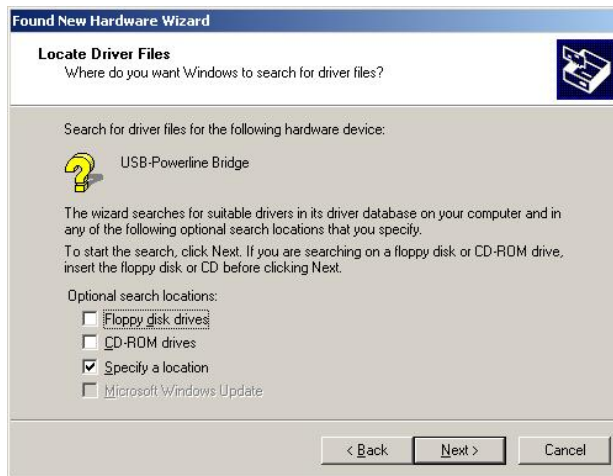 Found New Hardware Wizard
Locate Driver Files
Where do you want Windows to search for driver files?
Search for driver files for the following hardware device:
USB-Powerline Bridge
The wizard searches for suitable drivers in its driver database on your computer and in
any of the following optional search locations that you specify.
To start the search, click Next. If you are searching on a floppy disk or CD-ROM drive,
insert the floppy disk or CD before clicking Next.
Optional search locations:
Floppy disk drives
CD-ROM drives
Specify a location
Microsoft Windows Update
< Back Next > Cancel